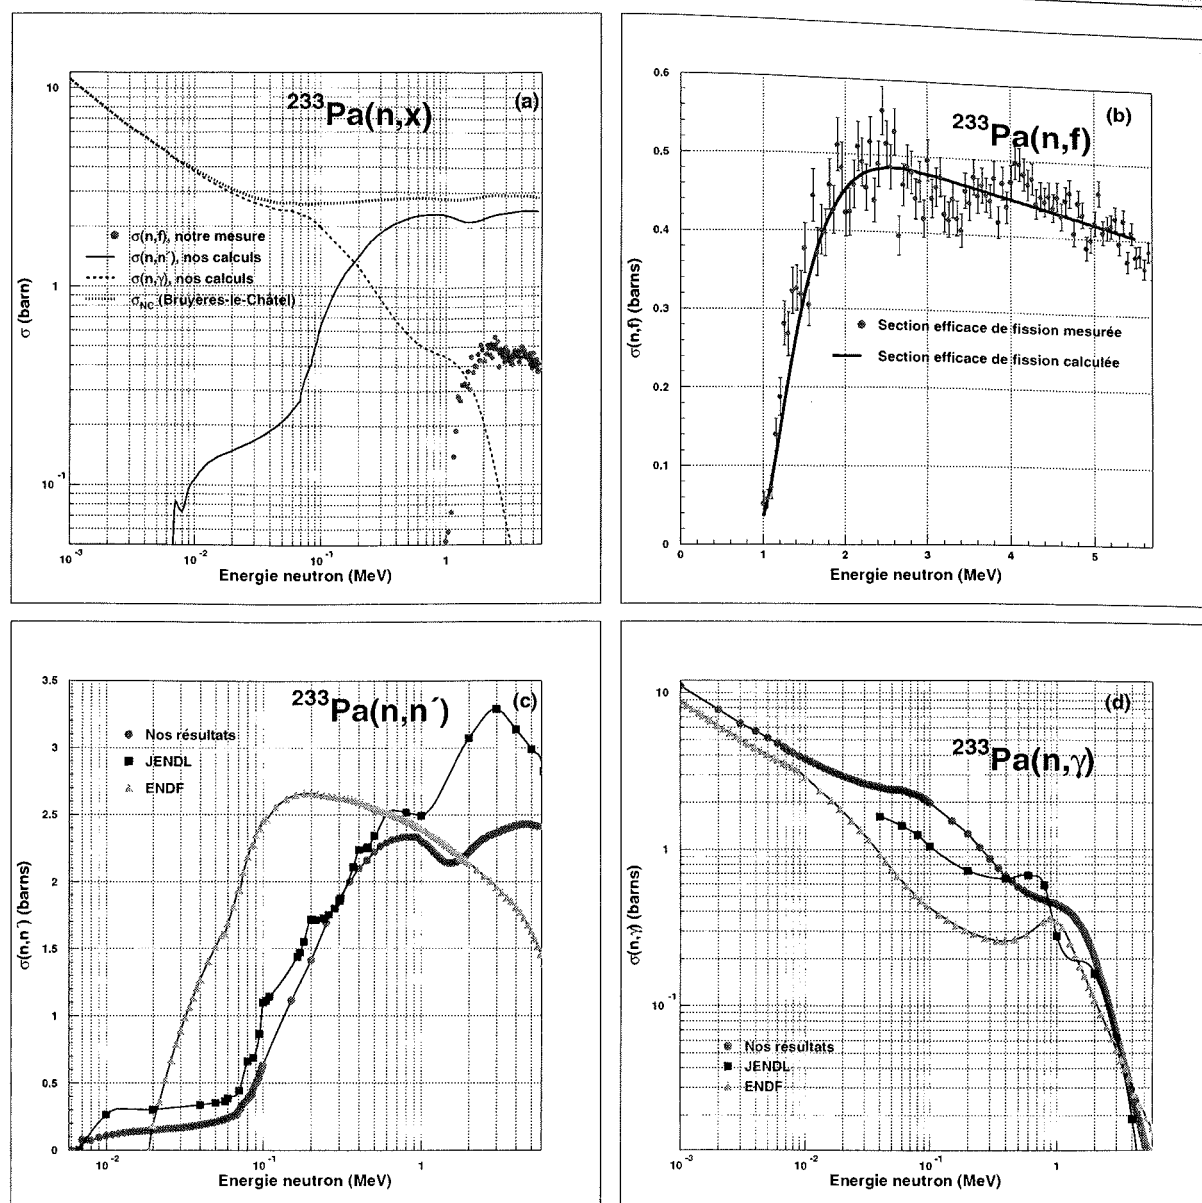 (a)
²³³Pa(n,x)
σ (barn)
10
1
10⁻¹
σ(n,f), notre mesure
σ(n,n´), nos calculs
σ(n,γ), nos calculs
σNC (Bruyères-le-Châtel)
10⁻³ 10⁻² 10⁻¹ 1
Energie neutron (MeV)
(b)
²³³Pa(n,f)
σ(n,f) (barns)
0.6
0.5
0.4
0.3
0.2
0.1
0
Section efficace de fission mesurée
Section efficace de fission calculée
0 1 2 3 4 5
Energie neutron (MeV)
(c)
²³³Pa(n,n´)
σ(n,n´) (barns)
3.5
3
2.5
2
1.5
1
0.5
0
Nos résultats
JENDL
ENDF
10⁻² 10⁻¹ 1
Energie neutron (MeV)
(d)
²³³Pa(n,γ)
σ(n,γ) (barns)
10
1
10⁻¹
Nos résultats
JENDL
ENDF
10⁻³ 10⁻² 10⁻¹ 1
Energie neutron (MeV)